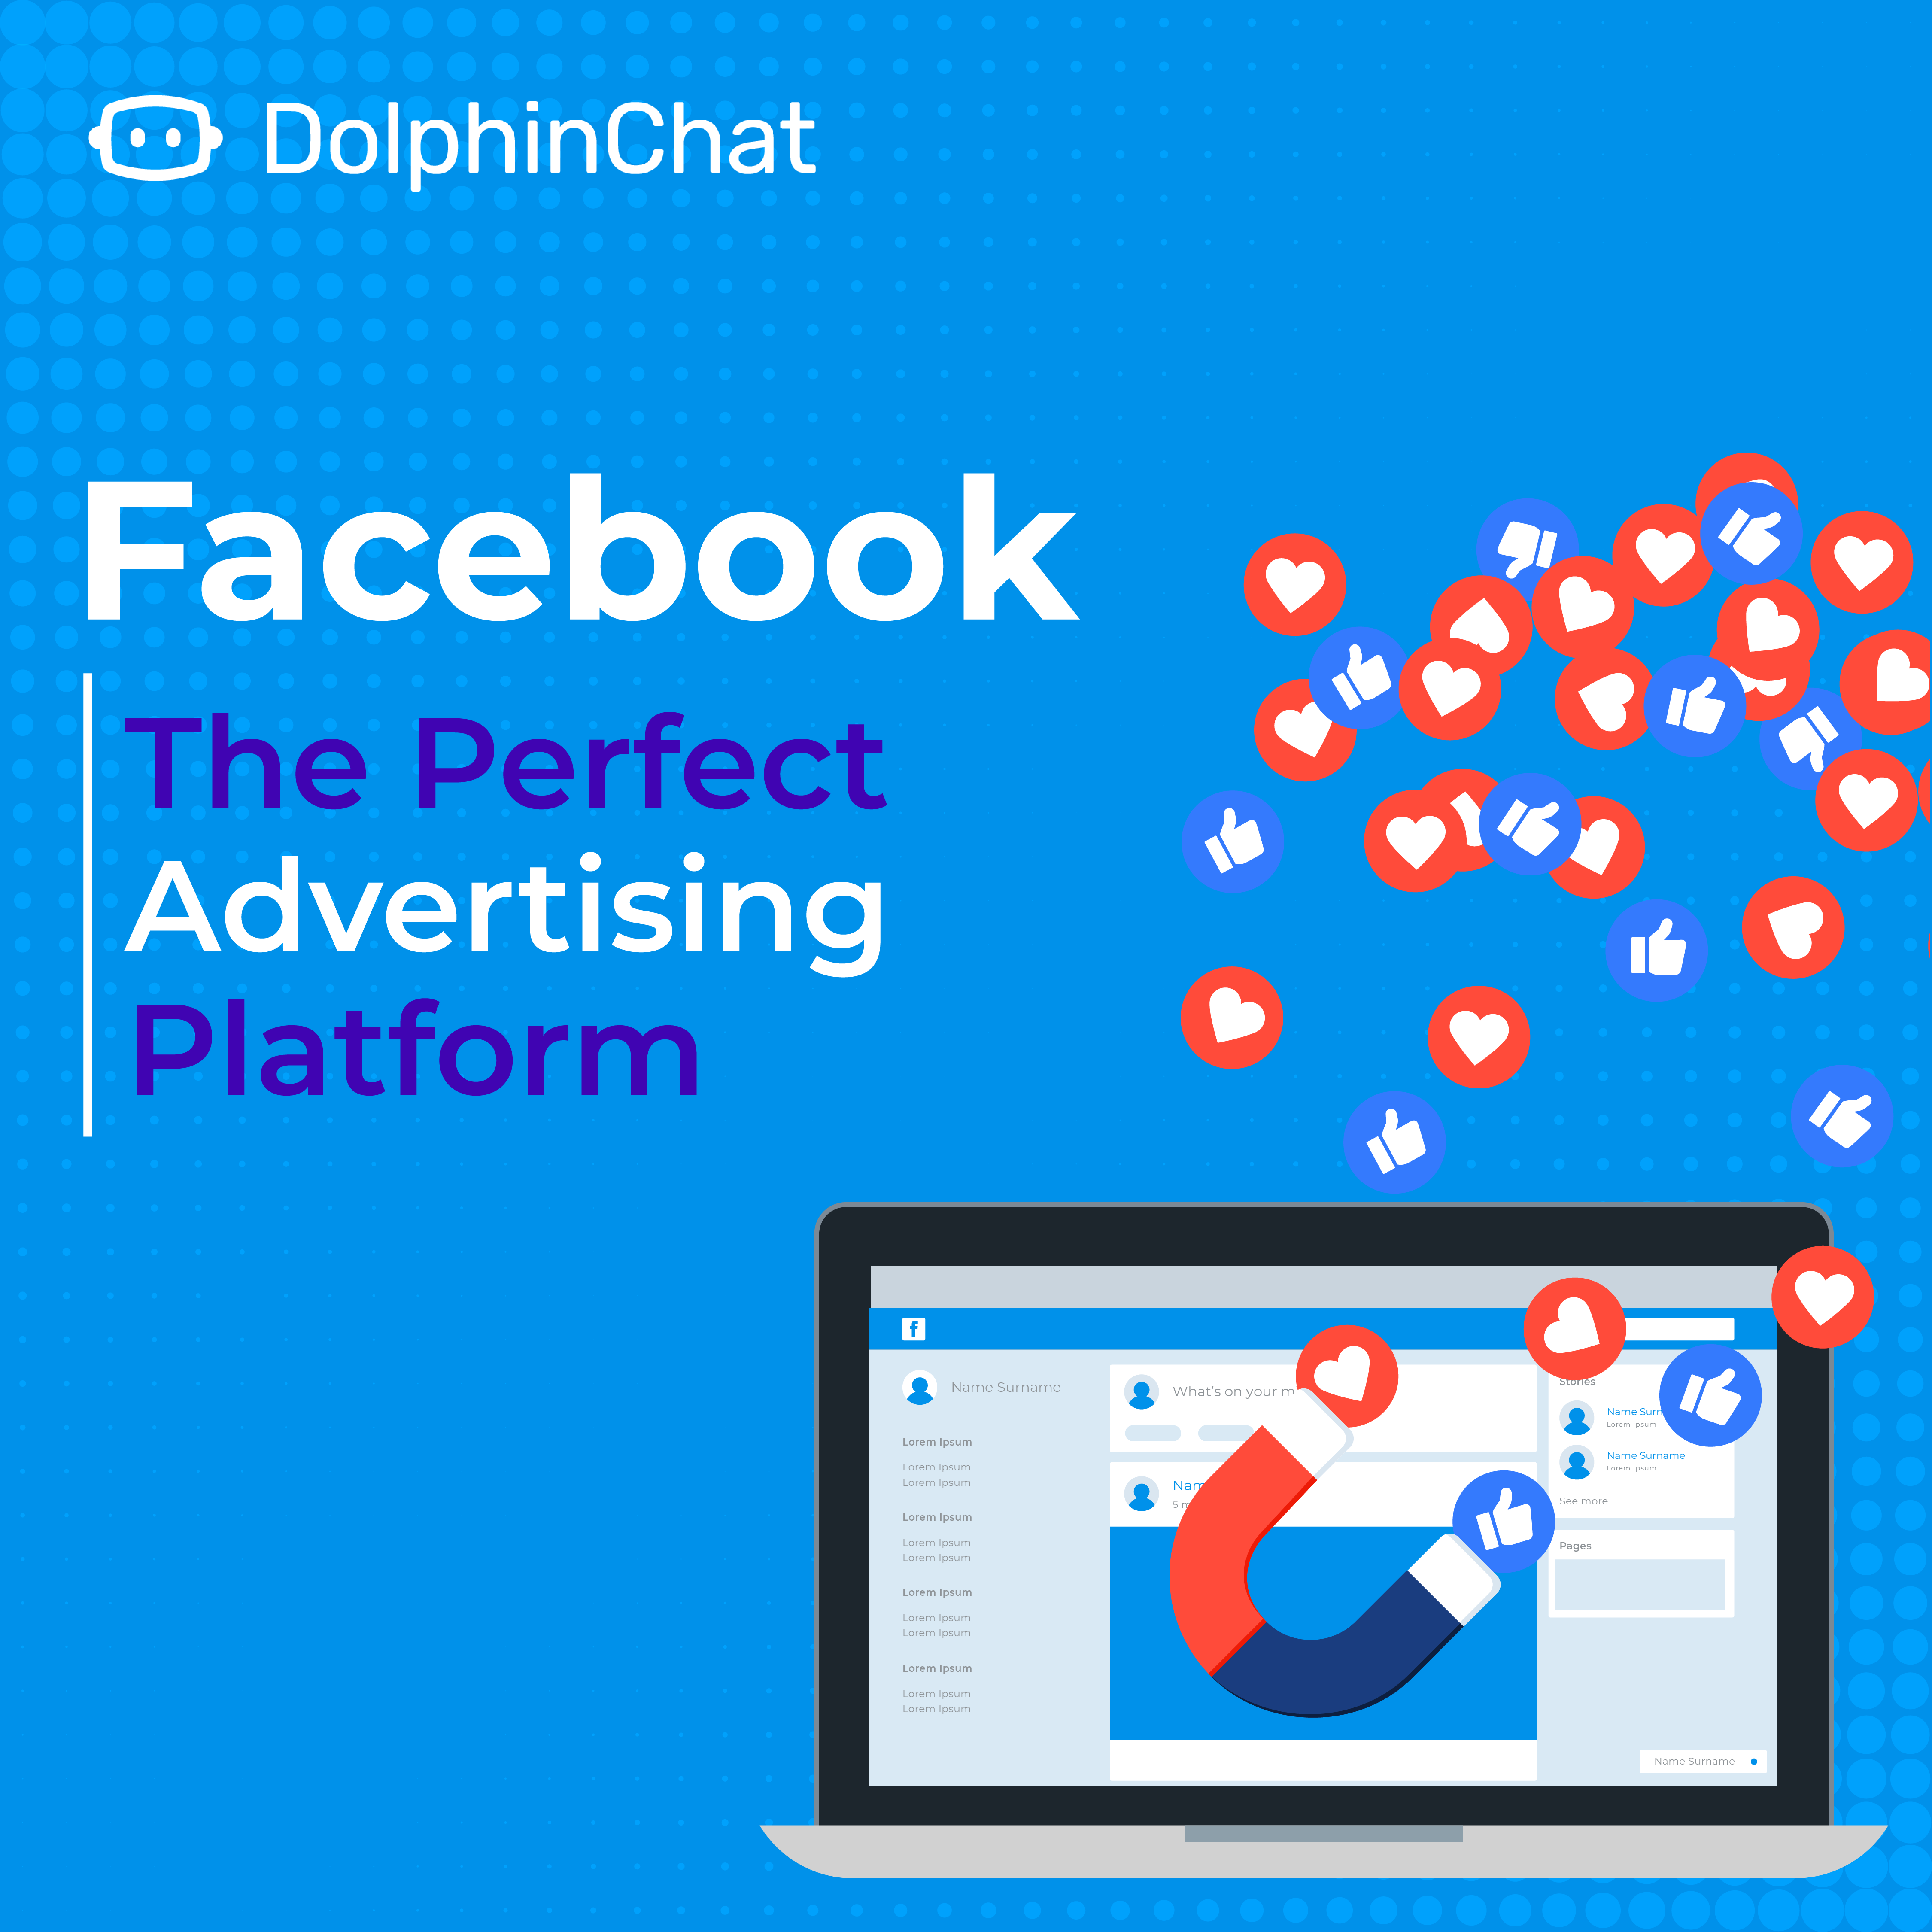 DolphinChat
Facebook
The Perfect
Advertising
Platform
f
Name Surname
Lorem Ipsum
Lorem Ipsum
Lorem Ipsum
Lorem Ipsum
Lorem Ipsum
Lorem Ipsum
Lorem Ipsum
Lorem Ipsum
Lorem Ipsum
Lorem Ipsum
Lorem Ipsum
Lorem Ipsum
What's on your m
Nam
5 m
Stories
Name Surn
Lorem Ipsum
Name Surname
Lorem Ipsum
See more
Pages
Name Surname